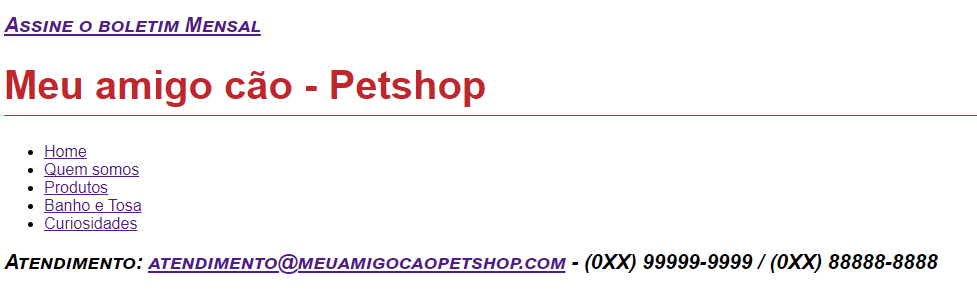 Assine o boletim Mensal
Meu amigo cão - Petshop
Home
Quem somos
Produtos
Banho e Tosa
Curiosidades
Atendimento: atendimento@meuamigocaopetshop.com - (0XX) 99999-9999 / (0XX) 88888-8888